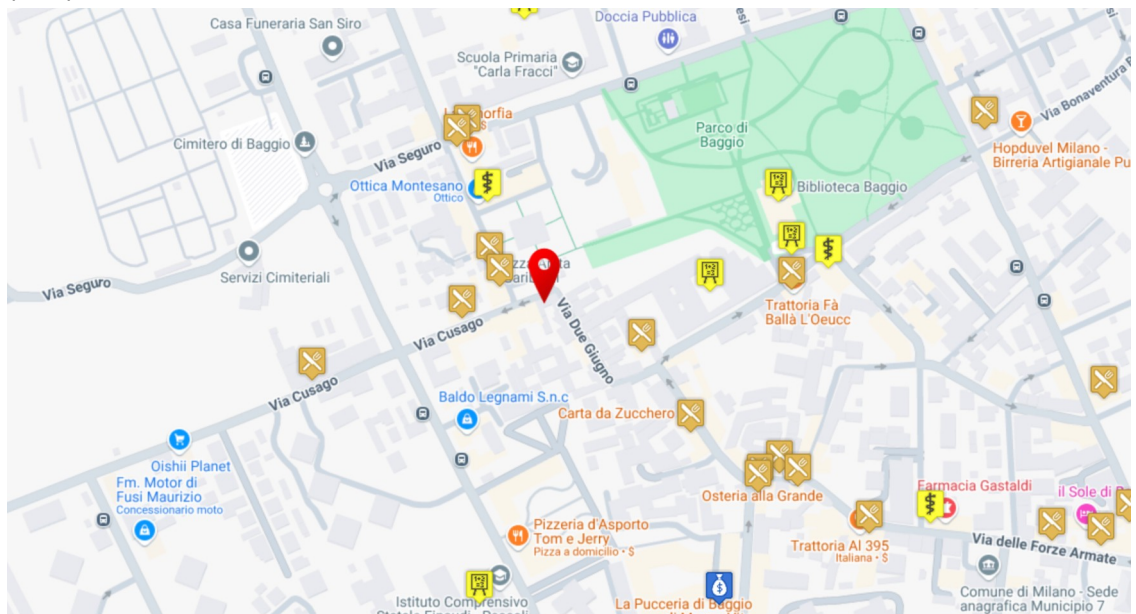 Casa Funeraria San Siro
Doccia Pubblica
Scuola Primaria
"Carla Fracci"
Cimitero di Baggio
Via Seguro
$
Parco di
Baggio
Via Bonaventura
Hopduvel Milano -
Birreria Artigianale Pu
Ottica Montesano
Ottico
Biblioteca Baggio
Servizi Cimiteriali
Via Seguro
Via Cusago
Via Due Giugno
Trattoria Fà
Ballà L'Oeucc
Via Cusago
Baldo Legnami S.n.c
Carta da Zucchero
Oishii Planet
Fm. Motor di
Fusi Maurizio
Concessionario moto
Osteria alla Grande
Farmacia Gastaldi
il Sole di
Pizzeria d'Asporto
Tom e Jerry
Pizza a domicilio • $
Trattoria Al 395
Italiana • $
Via delle Forze Armate
Comune di Milano - Sede
anagrafica Municipio 7
Istituto Comprensivo
La Pucceria di Baggio